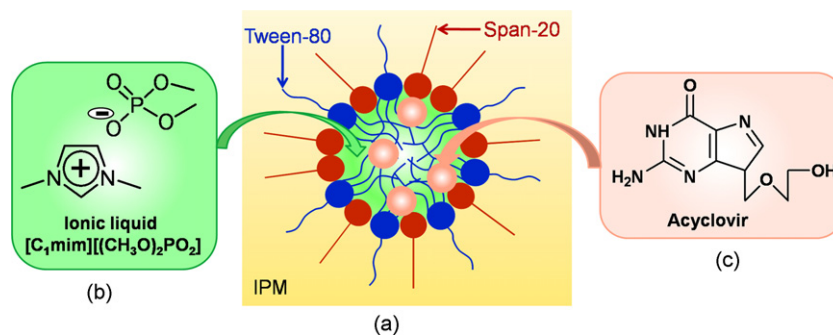 Tween-80
Span-20
IPM
(a)
O
P
O
O
O
−
N
+
N
Ionic liquid
[C₁mim][(CH₃O)₂PO₂]
(b)
O
NH
N
H₂N
N
O
OH
Acyclovir
(c)